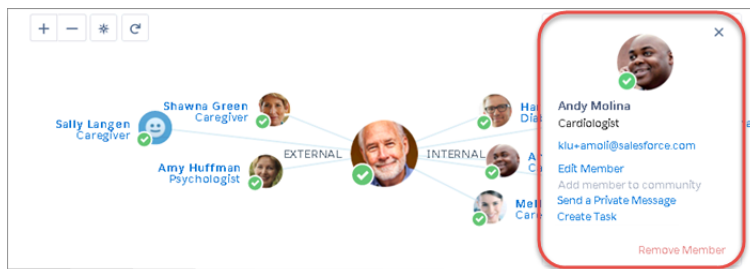 Shawna Green
Caregiver
Sally Langen
Caregiver
Amy Huffman
Psychologist
EXTERNAL
INTERNAL
Andy Molina
Cardiologist
klu+amoli@salesforce.com
Edit Member
Add member to community
Send a Private Message
Create Task
Remove Member